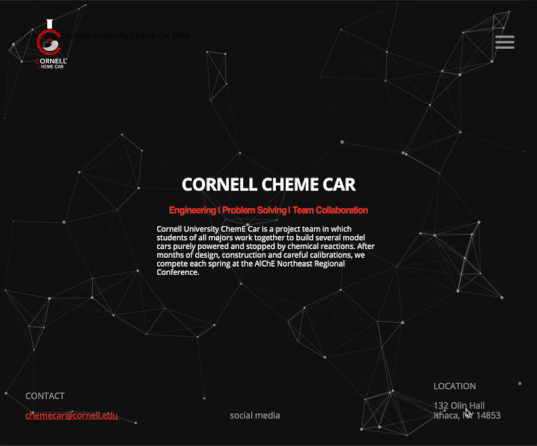 Cornell University ChemE Car 2019
CORNELL
CHEME CAR
CORNELL CHEME CAR
Engineering | Problem Solving | Team Collaboration
Cornell University ChemE Car is a project team in which
students of all majors work together to build several model
cars purely powered and stopped by chemical reactions. After
months of design, construction and careful calibrations, we
compete each spring at the AIChE Northeast Regional
Conference.
CONTACT
chemecar@cornell.edu
social media
LOCATION
132 Olin Hall
Ithaca, NY 14853